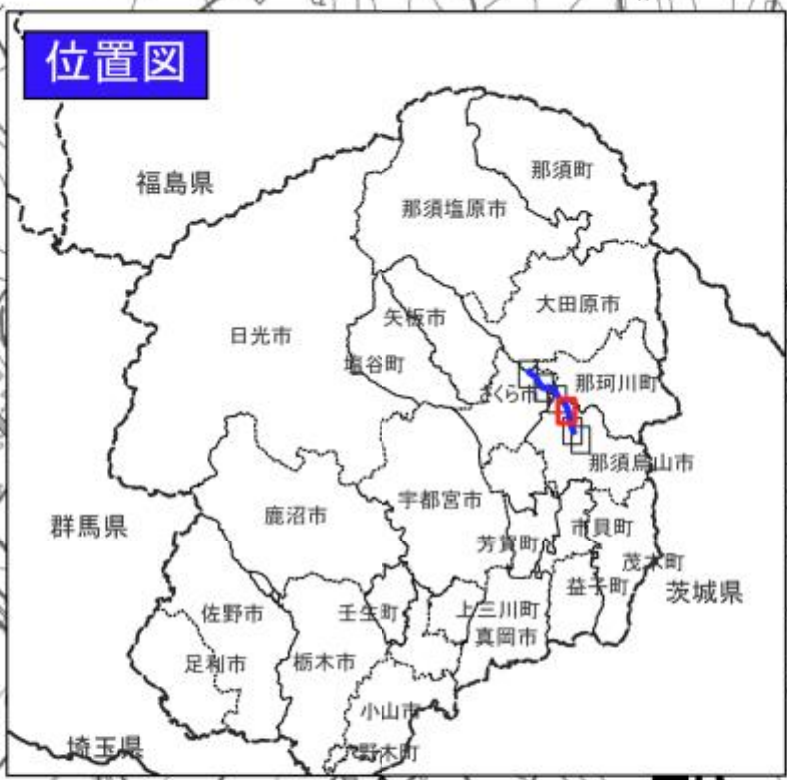 位置図
福島県
那須町
那須塩原市
大田原市
矢板市
日光市
塩谷町
那珂川町
さくら市
那須烏山市
宇都宮市
鹿沼市
群馬県
市貝町
芳賀町
茂木町
益子町
茨城県
佐野市
壬生町
上三川町
真岡市
足利市
栃木市
小山市
埼玉県
野木町